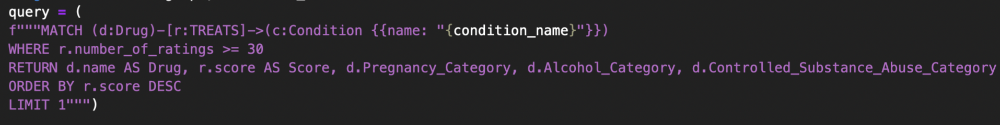 query = (
f"""MATCH (d:Drug)-[r:TREATS]->(c:Condition {{name: "{condition_name}"}})
WHERE r.number_of_ratings >= 30
RETURN d.name AS Drug, r.score AS Score, d.Pregnancy_Category, d.Alcohol_Category, d.Controlled_Substance_Abuse_Category
ORDER BY r.score DESC
LIMIT 1""")